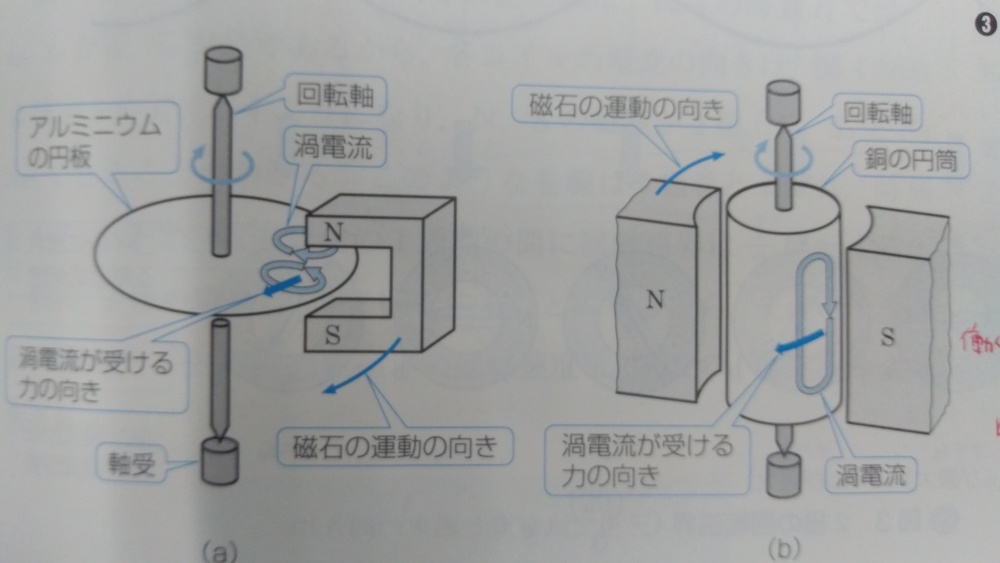 ❸
回転軸
アルミニウム
の円板
渦電流
N
S
渦電流が受ける
力の向き
磁石の運動の向き
軸受
(a)
磁石の運動の向き
回転軸
銅の円筒
N
S
渦電流が受ける
力の向き
渦電流
(b)
働か